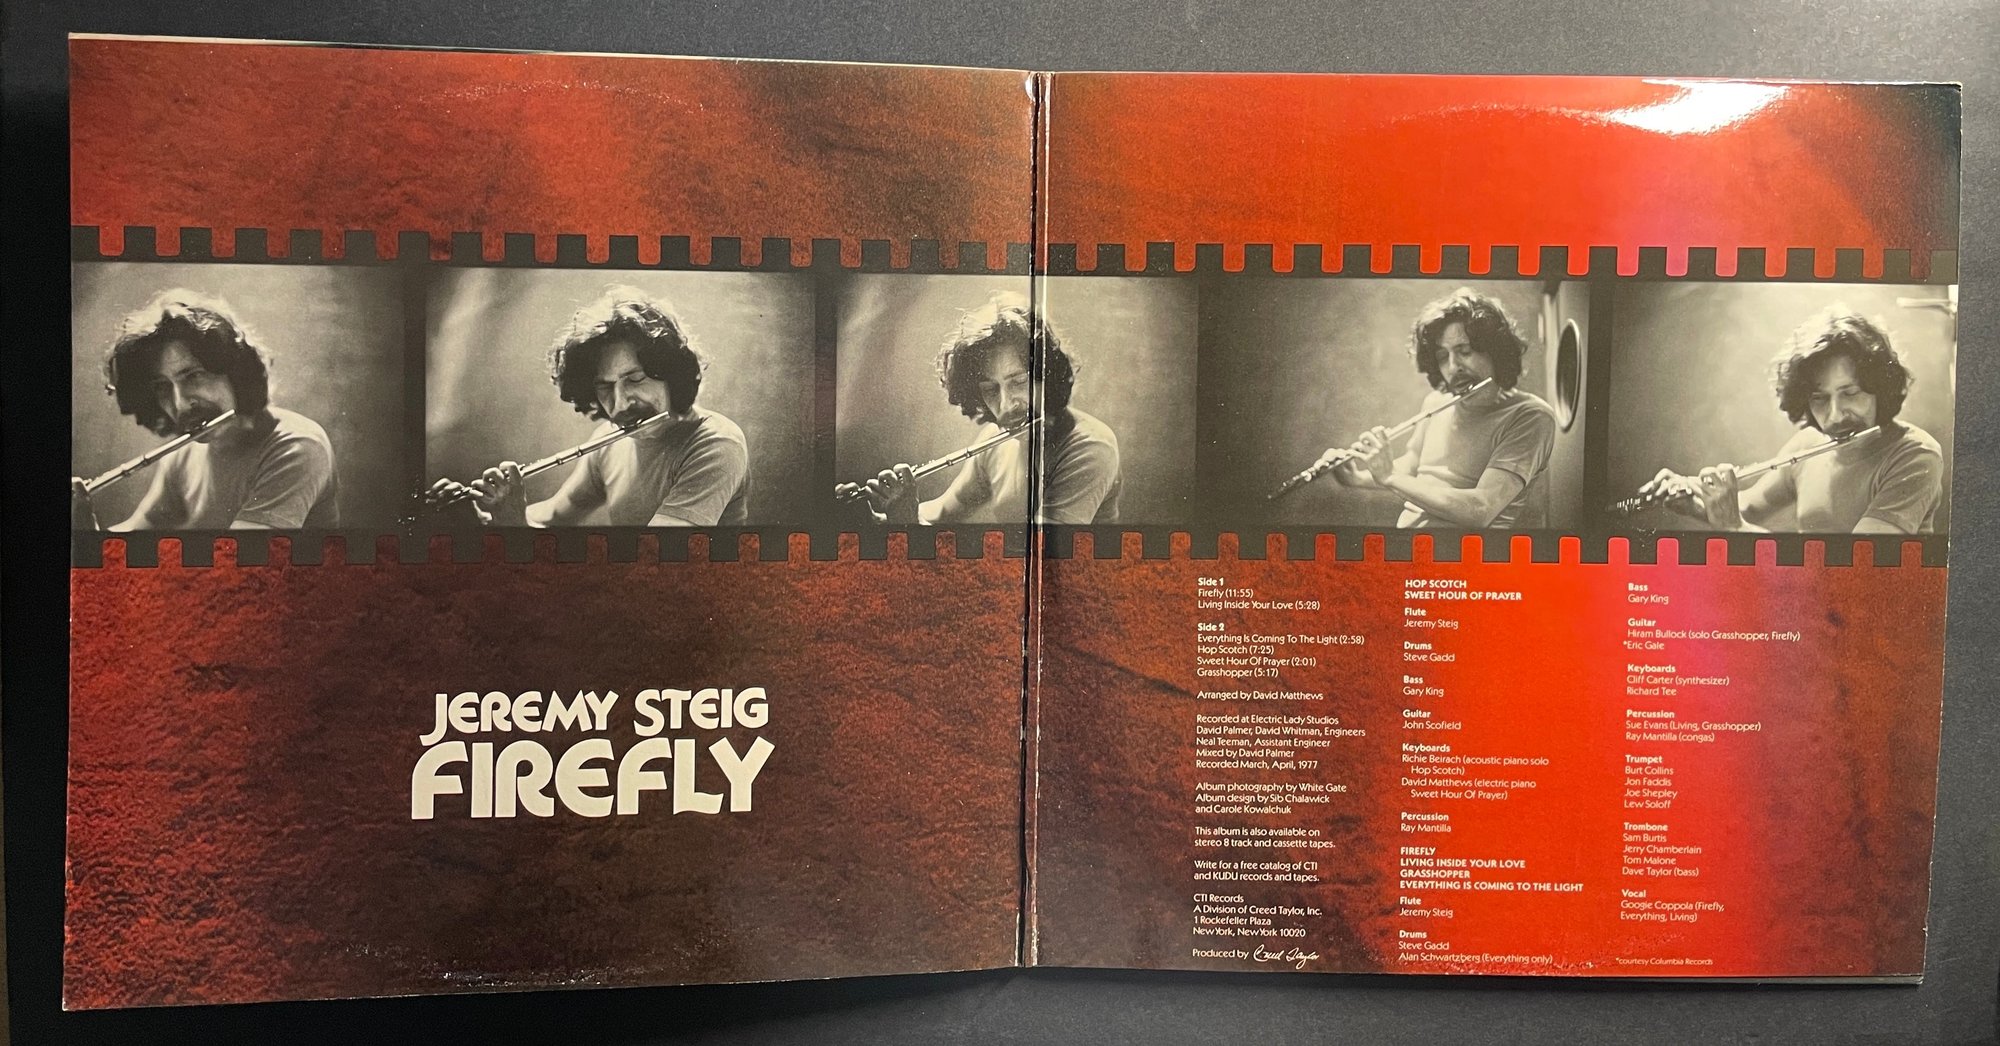 JEREMY STEIG
FIREFLY
Side 1
Firefly (11:55)
Living Inside Your Love (5:28)
Side 2
Everything Is Coming To The Light (2:58)
Hop Scotch (7:25)
Sweet Hour Of Prayer (2:01)
Grasshopper (5:17)
Arranged by David Matthews
Recorded at Electric Lady Studios
David Palmer, David Whitman, Engineers
Neal Teeman, Assistant Engineer
Mixed by David Palmer
Recorded March, April, 1977
Album photography by White Gate
Album design by Sib Chalawick
and Carole Kowalchuk
This album is also available on
stereo 8 track and cassette tapes.
Write for a free catalog of CTI
and KUDU records and tapes.
CTI Records
A Division of Creed Taylor, Inc.
1 Rockefeller Plaza
New York, New York 10020
Produced by Creed Taylor
HOP SCOTCH
SWEET HOUR OF PRAYER
Flute
Jeremy Steig
Drums
Steve Gadd
Bass
Gary King
Guitar
John Scofield
Keyboards
Richie Beirach (acoustic piano solo
Hop Scotch)
David Matthews (electric piano
Sweet Hour Of Prayer)
Percussion
Ray Mantilla
FIREFLY
LIVING INSIDE YOUR LOVE
GRASSHOPPER
EVERYTHING IS COMING TO THE LIGHT
Flute
Jeremy Steig
Drums
Steve Gadd
Alan Schwartzberg (Everything only)
Bass
Gary King
Guitar
Hiram Bullock (solo Grasshopper, Firefly)
*Eric Gale
Keyboards
Cliff Carter (synthesizer)
Richard Tee
Percussion
Sue Evans (Living, Grasshopper)
Ray Mantilla (congas)
Trumpet
Burt Collins
Jon Faddis
Joe Shepley
Lew Soloff
Trombone
Sam Burtis
Jerry Chamberlain
Tom Malone
Dave Taylor (bass)
Vocal
Googie Coppola (Firefly,
Everything, Living)
*courtesy Columbia Records